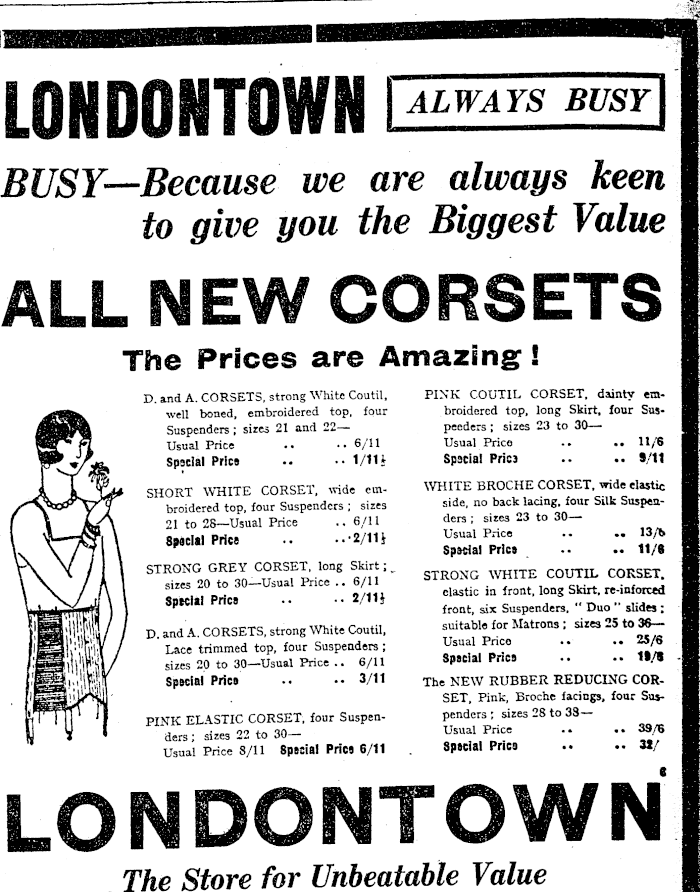 LONDONTOWN
ALWAYS BUSY
BUSY—Because we are always keen
to give you the Biggest Value
ALL NEW CORSETS
The Prices are Amazing !
D. and A. CORSETS, strong White Coutil,
well boned, embroidered top, four
Suspenders ; sizes 21 and 22—
Usual Price .. .. 6/11
Special Price .. .. 1/11½
SHORT WHITE CORSET, wide em-
broidered top, four Suspenders ; sizes
21 to 28—Usual Price .. 6/11
Special Price .. .. 2/11½
STRONG GREY CORSET, long Skirt ;
sizes 20 to 30—Usual Price .. 6/11
Special Price .. .. 2/11½
D. and A. CORSETS, strong White Coutil,
Lace trimmed top, four Suspenders ;
sizes 20 to 30—Usual Price .. 6/11
Special Price .. .. 3/11
PINK ELASTIC CORSET, four Suspen-
ders ; sizes 22 to 30—
Usual Price 8/11 Special Price 6/11
PINK COUTIL CORSET, dainty em-
broidered top, long Skirt, four Sus-
peeders ; sizes 23 to 30—
Usual Price .. .. 11/6
Special Price .. .. 9/11
WHITE BROCHE CORSET, wide elastic
side, no back lacing, four Silk Suspen-
ders ; sizes 23 to 30—
Usual Price .. .. 13/6
Special Price .. .. 11/6
STRONG WHITE COUTIL CORSET,
elastic in front, long Skirt, re-inforced
front, six Suspenders, " Duo " slides ;
suitable for Matrons ; sizes 25 to 36—
Usual Price .. .. 25/6
Special Price .. ..
The NEW RUBBER REDUCING COR-
SET, Pink, Broche facings, four Sus-
penders ; sizes 28 to 38—
Usual Price .. .. 39/6
Special Price .. .. 32/
6
LONDONTOWN
The Store for Unbeatable Value